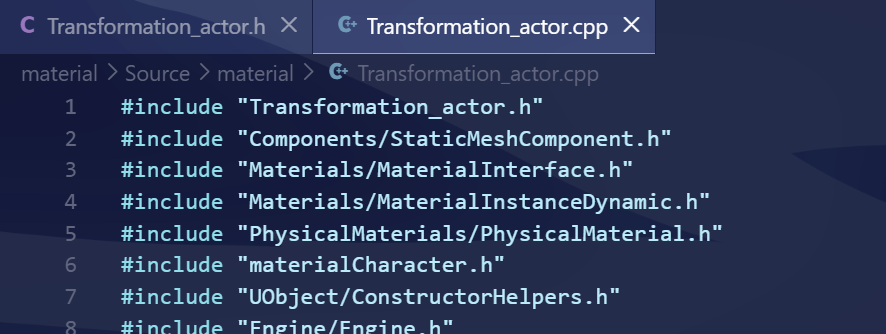 C Transformation_actor.h ×
C++ Transformation_actor.cpp ×
material > Source > material > C++ Transformation_actor.cpp
1 #include "Transformation_actor.h"
2 #include "Components/StaticMeshComponent.h"
3 #include "Materials/MaterialInterface.h"
4 #include "Materials/MaterialInstanceDynamic.h"
5 #include "PhysicalMaterials/PhysicalMaterial.h"
6 #include "materialCharacter.h"
7 #include "UObject/ConstructorHelpers.h"
8 #include "Engine/Engine.h"